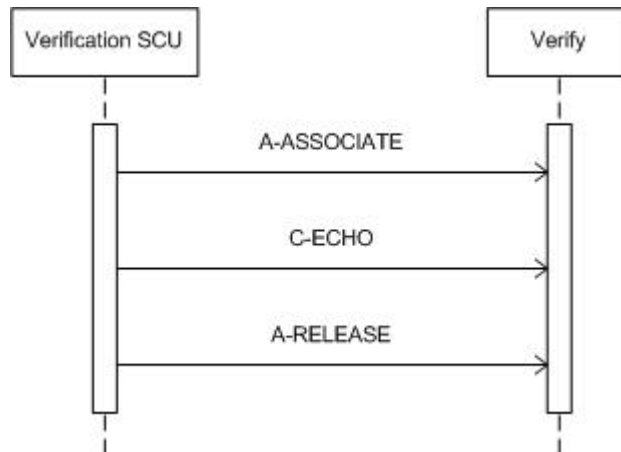 Verification SCU
Verify
A-ASSOCIATE
C-ECHO
A-RELEASE